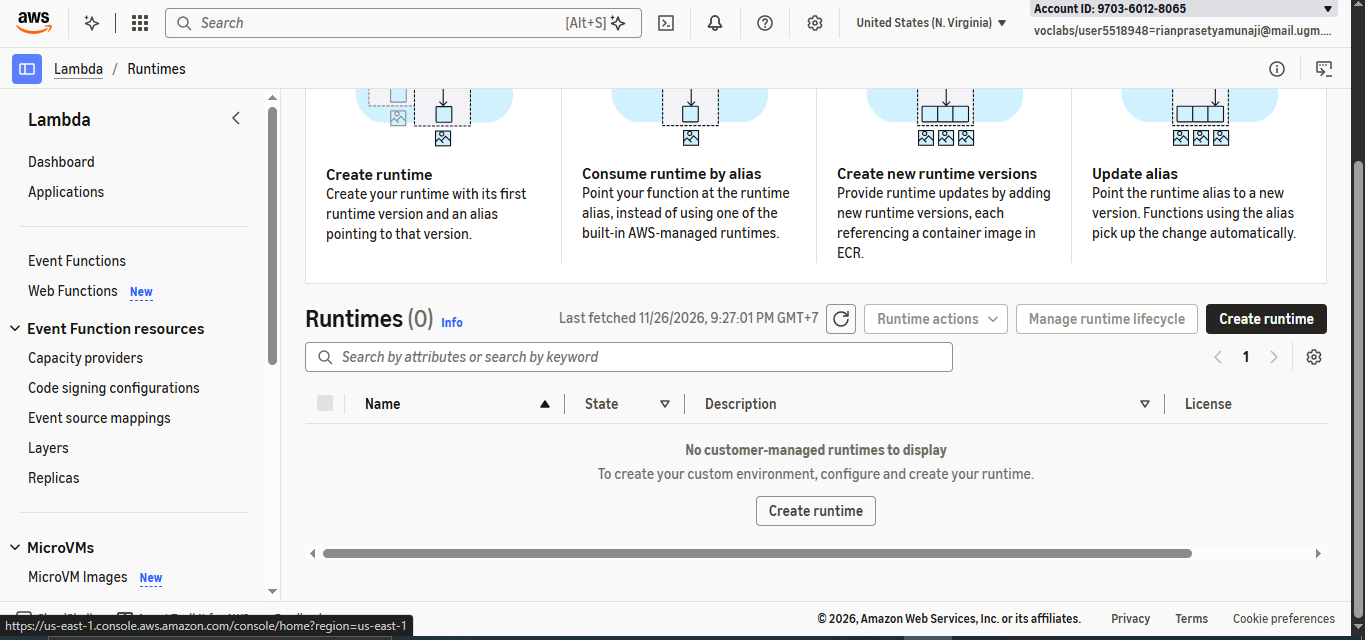 aws
Search
[Alt+S]
United States (N. Virginia)
Account ID: 9703-6012-8065
voclabs/user5518948=rianprasetyamunaji@mail.ugm....
Lambda / Runtimes
Lambda
Dashboard
Applications
Event Functions
Web Functions New
Event Function resources
Capacity providers
Code signing configurations
Event source mappings
Layers
Replicas
MicroVMs
MicroVM Images New
Create runtime
Create your runtime with its first
runtime version and an alias
pointing to that version.
Consume runtime by alias
Point your function at the runtime
alias, instead of using one of the
built-in AWS-managed runtimes.
Create new runtime versions
Provide runtime updates by adding
new runtime versions, each
referencing a container image in
ECR.
Update alias
Point the runtime alias to a new
version. Functions using the alias
pick up the change automatically.
Runtimes (0) Info
Last fetched 11/26/2026, 9:27:01 PM GMT+7
Runtime actions
Manage runtime lifecycle
Create runtime
Search by attributes or search by keyword
1
Name
State
Description
License
No customer-managed runtimes to display
To create your custom environment, configure and create your runtime.
Create runtime
https://us-east-1.console.aws.amazon.com/console/home?region=us-east-1
© 2026, Amazon Web Services, Inc. or its affiliates.
Privacy
Terms
Cookie preferences